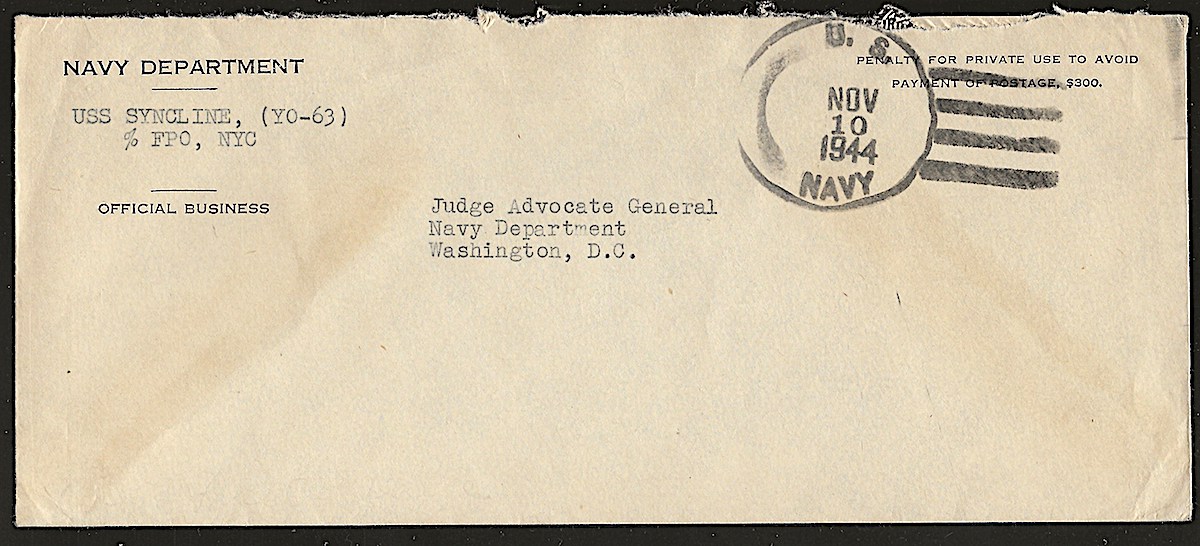 NAVY DEPARTMENT
USS SYNCLINE, (YO-63)
% FPO, NYC
OFFICIAL BUSINESS
U. S.
NOV
10
1944
NAVY
PENALTY FOR PRIVATE USE TO AVOID
PAYMENT OF POSTAGE, $300.
Judge Advocate General
Navy Department
Washington, D.C.